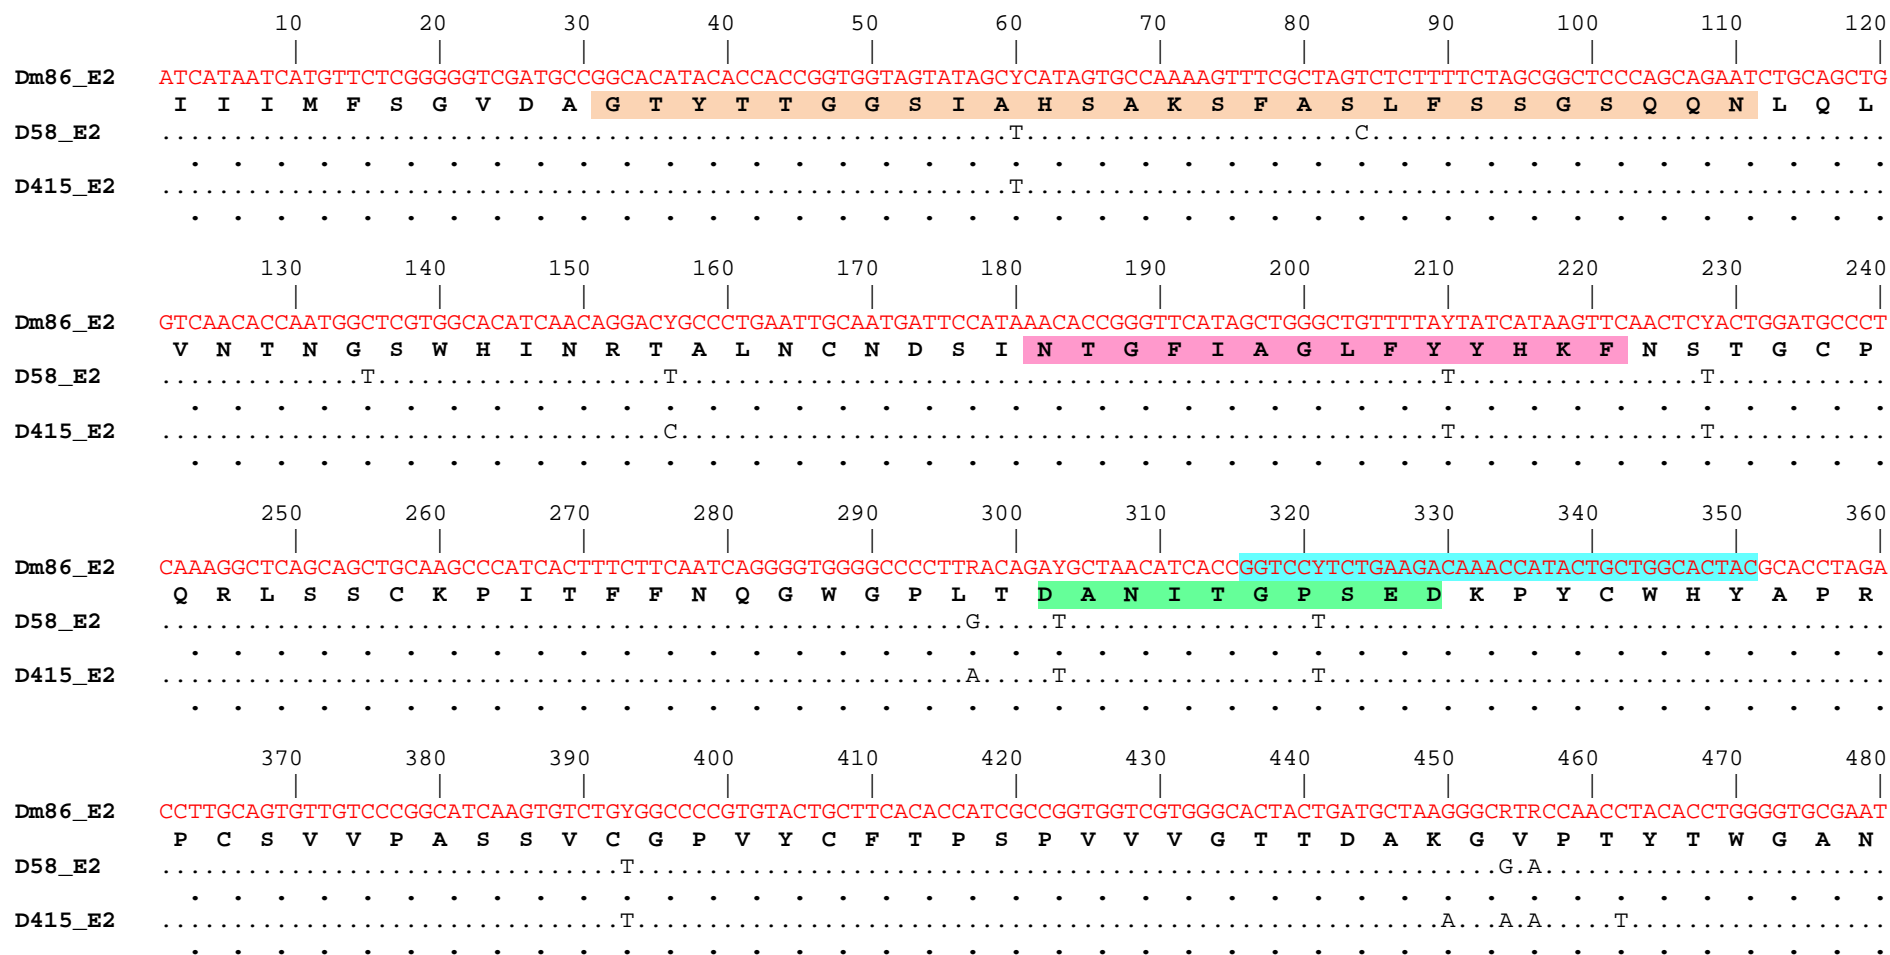 10 20 30 40 50 60 70 80 90 100 110 120
Dm86_E2 ATCATAATCATGTTCTCGGGGGTCGATGCCGGCACATACACCACCGGTGGTAGTATAGCYCATAGTGCCAAAAGTTTCGCTAGTCTCTTTTCTAGCGGCTCCCAGCAGAATCTGCAGCTG
I I I M F S G V D A G T Y T T G G S I A H S A K S F A S L F S S G S Q Q N L Q L
D58_E2 ...........................................................T.......................C....................................
. . . . . . . . . . . . . . . . . . . . . . . . . . . . . . . . . . . . . . . .
D415_E2 ...........................................................T............................................................
. . . . . . . . . . . . . . . . . . . . . . . . . . . . . . . . . . . . . . . .
130 140 150 160 170 180 190 200 210 220 230 240
Dm86_E2 GTCAACACCAATGGCTCGTGGCACATCAACAGGACYGCCCTGAATTGCAATGATTCCATAAACACCGGGTTCATAGCTGGGCTGTTTTAYTATCATAAGTTCAACTCYACTGGATGCCCT
V N T N G S W H I N R T A L N C N D S I N T G F I A G L F Y Y H K F N S T G C P
D58_E2 ..............T....................T.....................................................T.................T............
. . . . . . . . . . . . . . . . . . . . . . . . . . . . . . . . . . . . . . . .
D415_E2 ...................................C.....................................................T.................T............
. . . . . . . . . . . . . . . . . . . . . . . . . . . . . . . . . . . . . . . .
250 260 270 280 290 300 310 320 330 340 350 360
Dm86_E2 CAAAGGCTCAGCAGCTGCAAGCCCATCACTTTCTTCAATCAGGGGTGGGGCCCCTTRACAGAYGCTAACATCACCGGTCCYTCTGAAGACAAACCATACTGCTGGCACTACGCACCTAGA
Q R L S S C K P I T F F N Q G W G P L T D A N I T G P S E D K P Y C W H Y A P R
D58_E2 ........................................................G.....T.................T.......................................
. . . . . . . . . . . . . . . . . . . . . . . . . . . . . . . . . . . . . . . .
D415_E2 ........................................................A.....T.................T.......................................
. . . . . . . . . . . . . . . . . . . . . . . . . . . . . . . . . . . . . . . .
370 380 390 400 410 420 430 440 450 460 470 480
Dm86_E2 CCTTGCAGTGTTGTCCCGGCATCAAGTGTCTGYGGCCCCGTGTACTGCTTCACACCATCGCCGGTGGTCGTGGGCACTACTGATGCTAAGGGCRTRCCAACCTACACCTGGGGTGCGAAT
P C S V V P A S S V C G P V Y C F T P S P V V V G T T D A K G V P T Y T W G A N
D58_E2 ................................T............................................................G.A........................
. . . . . . . . . . . . . . . . . . . . . . . . . . . . . . . . . . . . . . . .
D415_E2 ................................T........................................................A...A.A.....T..................
. . . . . . . . . . . . . . . . . . . . . . . . . . . . . . . . . . . . . . . .